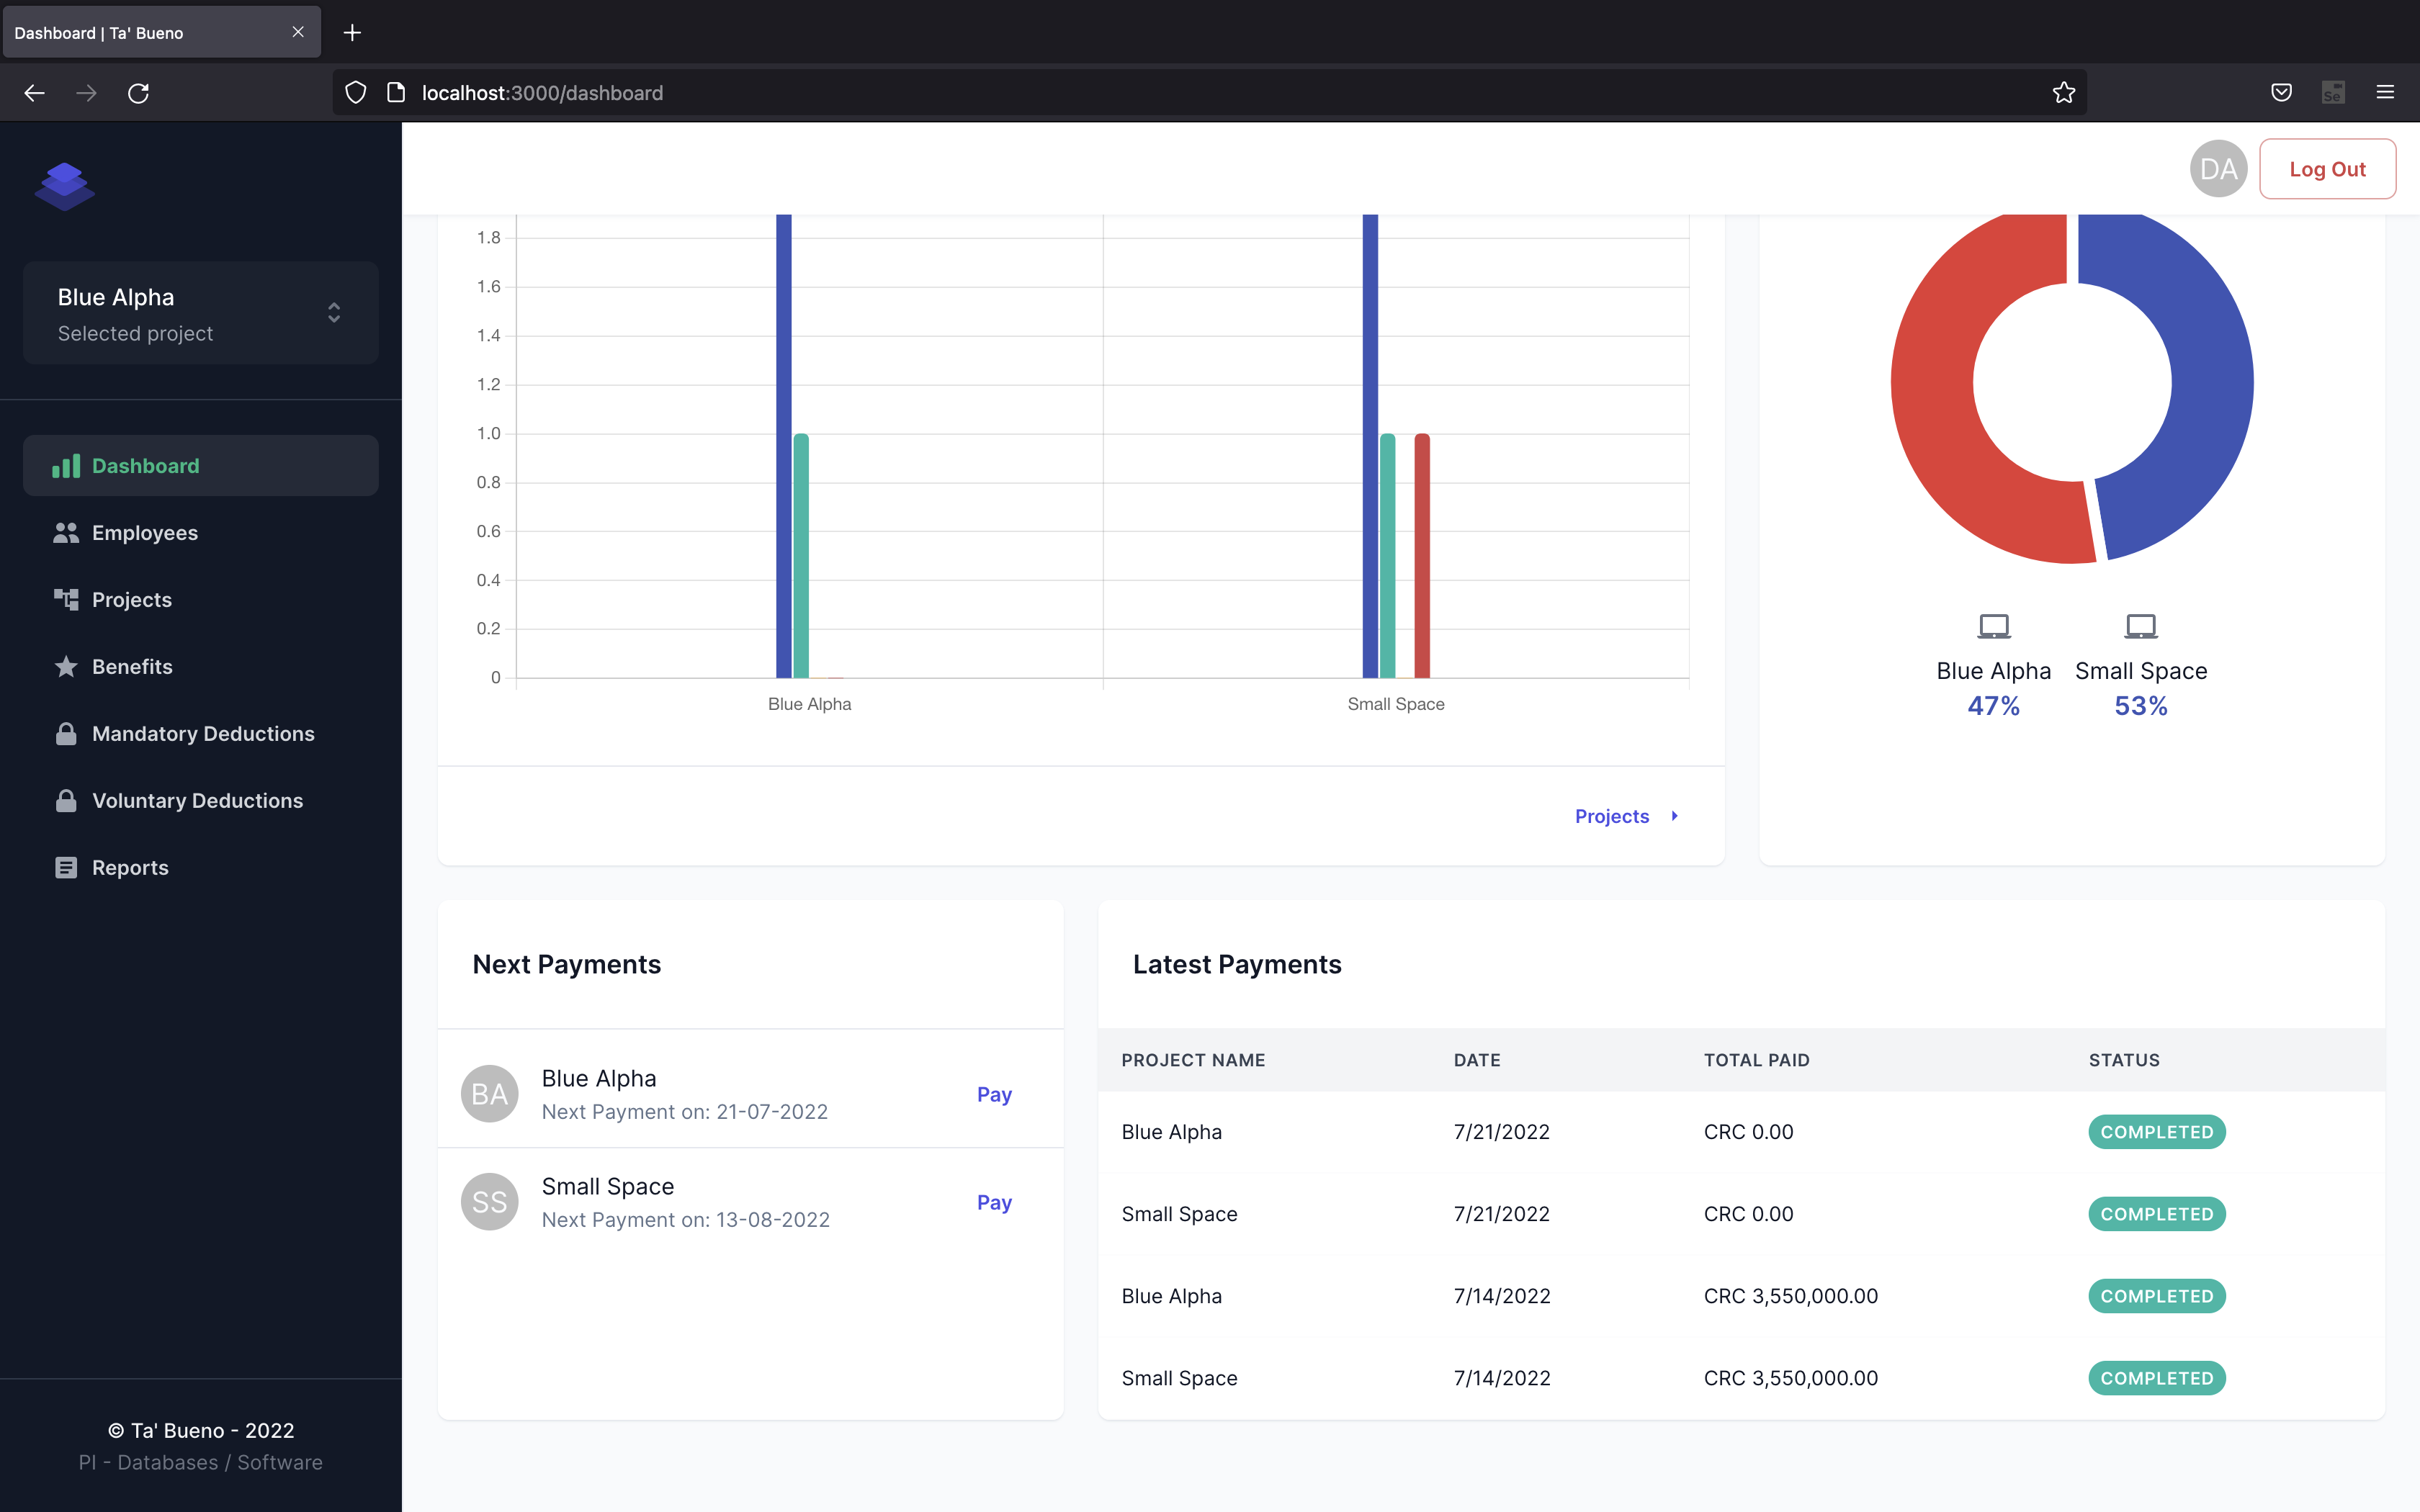 Dashboard | Ta' Bueno
localhost:3000/dashboard
Se
DA
Log Out
Blue Alpha
Selected project
Dashboard
Employees
Projects
Benefits
Mandatory Deductions
Voluntary Deductions
Reports
© Ta' Bueno - 2022
PI - Databases / Software
1.8
1.6
1.4
1.2
1.0
0.8
0.6
0.4
0.2
0
Blue Alpha Small Space
Projects
Blue Alpha Small Space
47% 53%
Next Payments
BA
Blue Alpha
Next Payment on: 21-07-2022
Pay
SS
Small Space
Next Payment on: 13-08-2022
Pay
Latest Payments
PROJECT NAME DATE TOTAL PAID STATUS
Blue Alpha 7/21/2022 CRC 0.00 COMPLETED
Small Space 7/21/2022 CRC 0.00 COMPLETED
Blue Alpha 7/14/2022 CRC 3,550,000.00 COMPLETED
Small Space 7/14/2022 CRC 3,550,000.00 COMPLETED